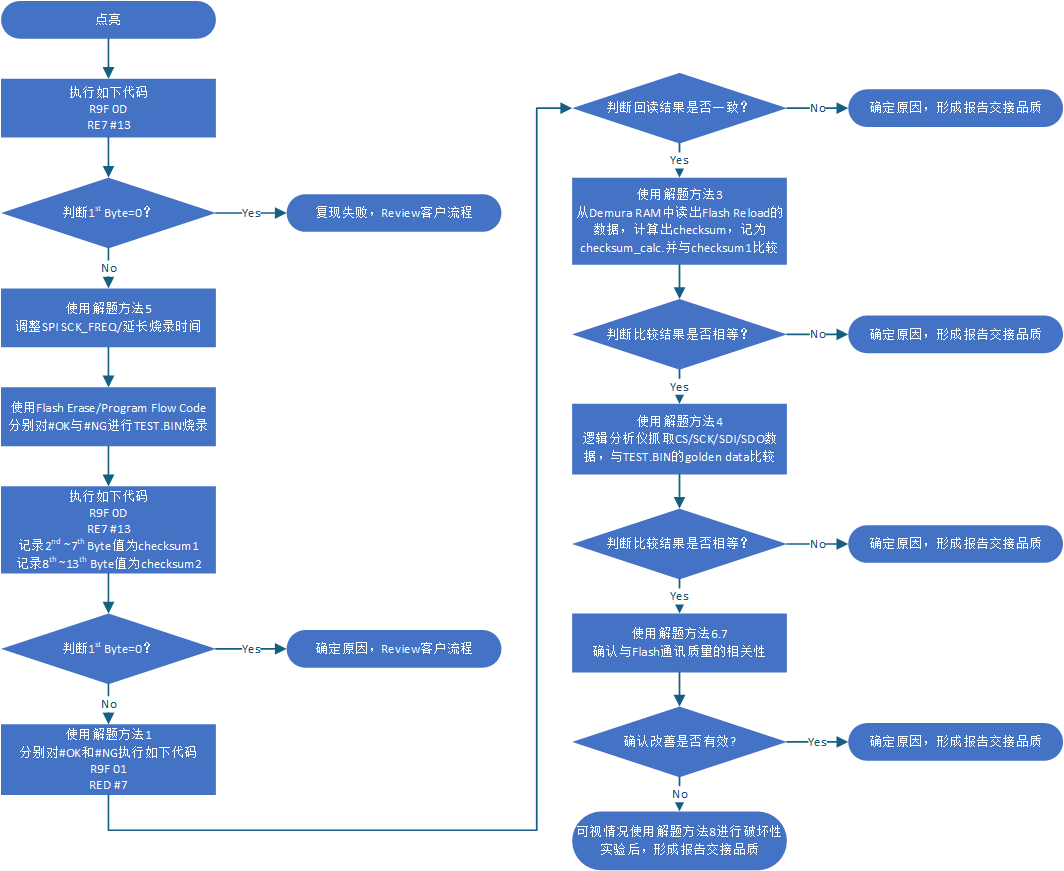 点亮
执行如下代码
R9F 0D
RE7 #13
判断1st Byte=0？
Yes
复现失败，Review客户流程
No
使用解题方法5
调整SPI SCK_FREQ/延长烧录时间
使用Flash Erase/Program Flow Code
分别对#OK与#NG进行TEST.BIN烧录
执行如下代码
R9F 0D
RE7 #13
记录2nd ~7th Byte值为checksum1
记录8th ~13th Byte值为checksum2
判断1st Byte=0？
Yes
确定原因，Review客户流程
No
使用解题方法1
分别对#OK和#NG执行如下代码
R9F 01
RED #7
判断回读结果是否一致？
No
确定原因，形成报告交接品质
Yes
使用解题方法3
从Demura RAM中读出Flash Reload的
数据，计算出checksum，记为
checksum_calc.并与checksum1比较
判断比较结果是否相等？
No
确定原因，形成报告交接品质
Yes
使用解题方法4
逻辑分析仪抓取CS/SCK/SDI/SDO数
据，与TEST.BIN的golden data比较
判断比较结果是否相等？
No
确定原因，形成报告交接品质
Yes
使用解题方法6.7
确认与Flash通讯质量的相关性
确认改善是否有效?
Yes
确定原因，形成报告交接品质
No
可视情况使用解题方法8进行破坏性
实验后，形成报告交接品质